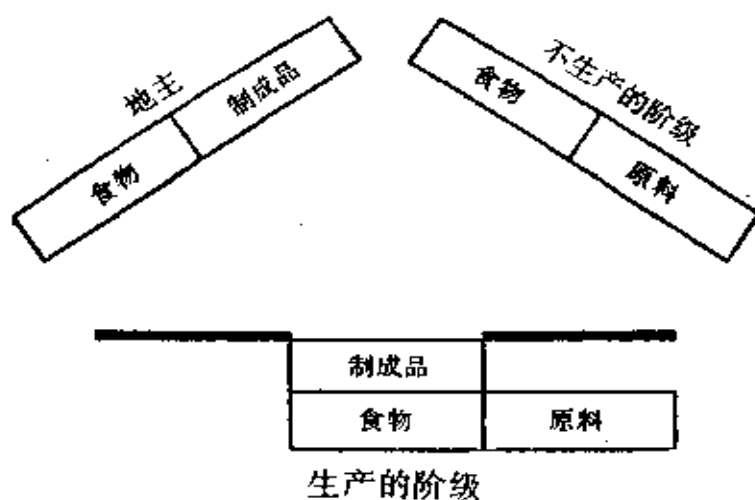 地主
制成品
食物
不生产的阶级
食物
原料
制成品
食物 原料
生产的阶级